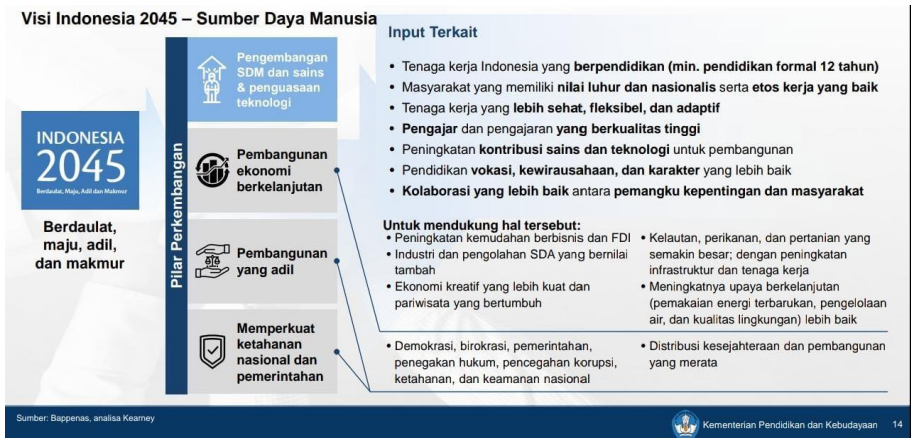 Visi Indonesia 2045 – Sumber Daya Manusia
INDONESIA
2045
Berdaulat, Maju, Adil dan Makmur
Berdaulat,
maju, adil,
dan makmur
Pilar Perkembangan
Pengembangan
SDM dan sains
& penguasaan
teknologi
Pembangunan
ekonomi
berkelanjutan
Pembangunan
yang adil
Memperkuat
ketahanan
nasional dan
pemerintahan
Input Terkait
• Tenaga kerja Indonesia yang berpendidikan (min. pendidikan formal 12 tahun)
• Masyarakat yang memiliki nilai luhur dan nasionalis serta etos kerja yang baik
• Tenaga kerja yang lebih sehat, fleksibel, dan adaptif
• Pengajar dan pengajaran yang berkualitas tinggi
• Peningkatan kontribusi sains dan teknologi untuk pembangunan
• Pendidikan vokasi, kewirausahaan, dan karakter yang lebih baik
• Kolaborasi yang lebih baik antara pemangku kepentingan dan masyarakat
Untuk mendukung hal tersebut:
• Peningkatan kemudahan berbisnis dan FDI
• Industri dan pengolahan SDA yang bernilai
tambah
• Ekonomi kreatif yang lebih kuat dan
pariwisata yang bertumbuh
• Kelautan, perikanan, dan pertanian yang
semakin besar; dengan peningkatan
infrastruktur dan tenaga kerja
• Meningkatnya upaya berkelanjutan
(pemakaian energi terbarukan, pengelolaan
air, dan kualitas lingkungan) lebih baik
• Demokrasi, birokrasi, pemerintahan,
penegakan hukum, pencegahan korupsi,
ketahanan, dan keamanan nasional
• Distribusi kesejahteraan dan pembangunan
yang merata
Sumber: Bappenas, analisa Kearney
Kementerian Pendidikan dan Kebudayaan 14